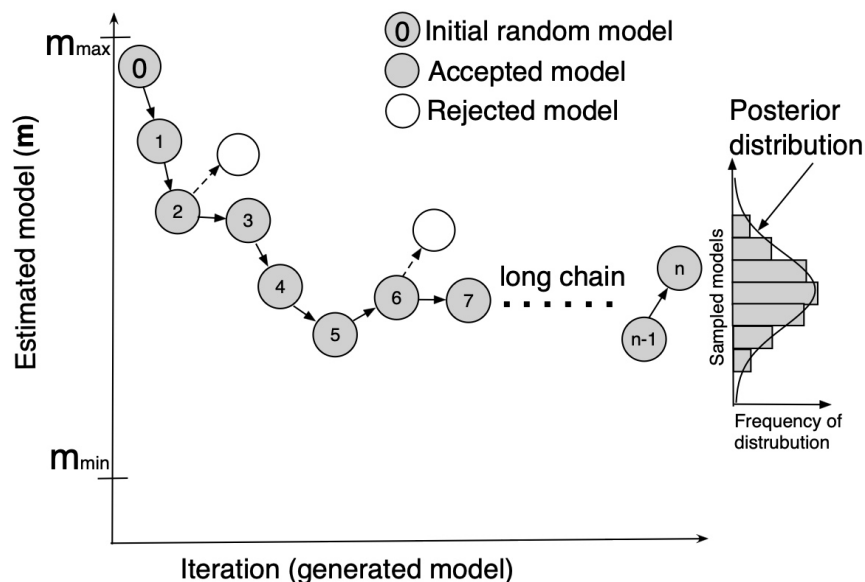 mmax
0 Initial random model
Accepted model
Rejected model
0
1
2
3
4
5
6
7
long chain
n-1
n
Posterior
distribution
Sampled models
Frequency of
distrubution
Estimated model (m)
mmin
Iteration (generated model)